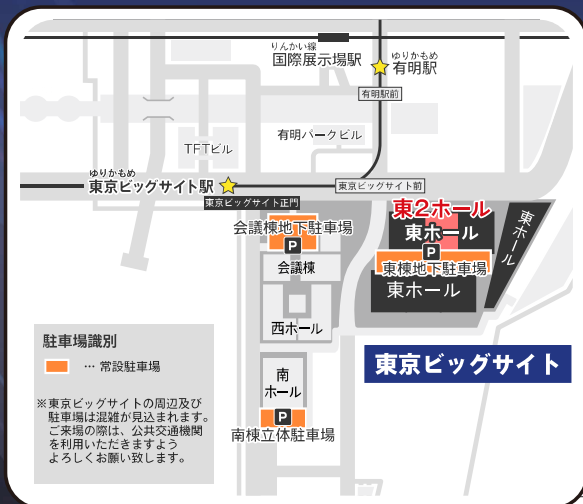 りんかい線
国際展示場駅
ゆりかもめ
有明駅
有明駅前
TFTビル
有明パークビル
ゆりかもめ
東京ビッグサイト駅
東京ビッグサイト前
東京ビッグサイト正門
会議棟地下駐車場
P
会議棟
西ホール
東2ホール
東ホール
P
東棟地下駐車場
東ホール
東ホール
東京ビッグサイト
南
ホール
P
南棟立体駐車場
駐車場識別
… 常設駐車場
※東京ビッグサイトの周辺及び
駐車場は混雑が見込まれます。
ご来場の際は、公共交通機関
を利用いただきますよう
よろしくお願い致します。